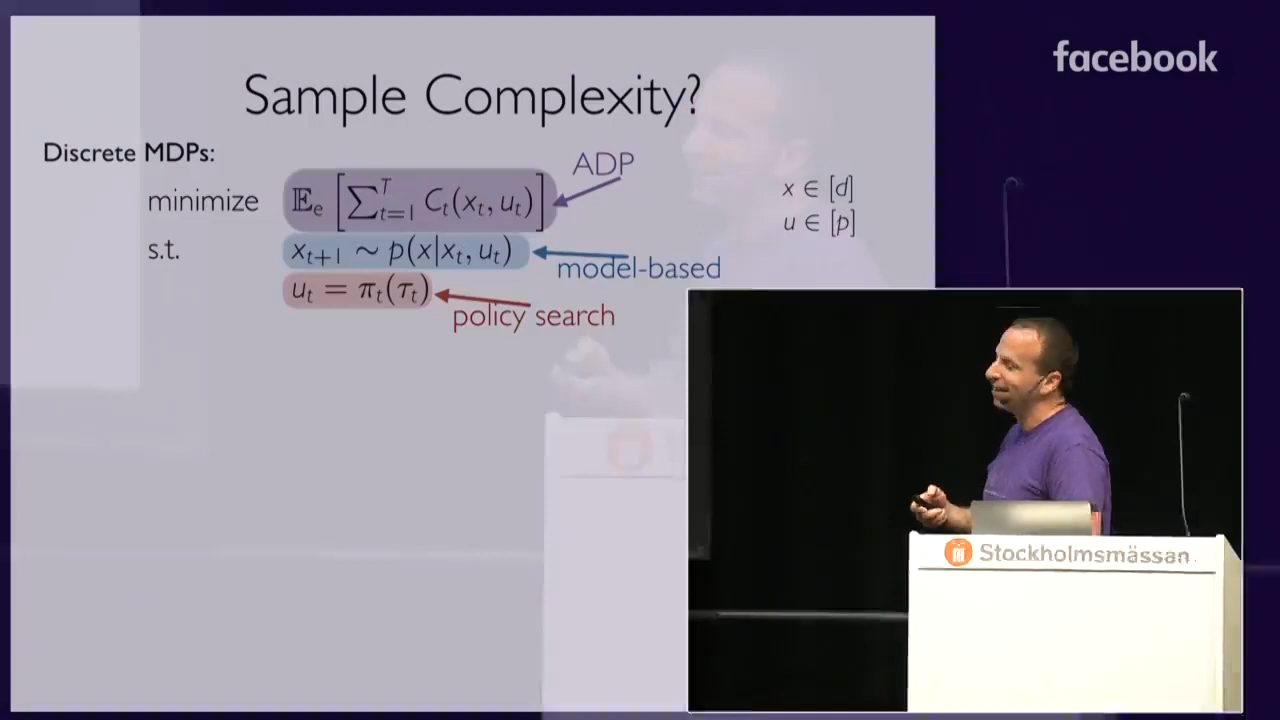 facebook
Sample Complexity?
Discrete MDPs:
ADP
minimize 𝔼ₑ [∑ᵀₜ₌₁ Cₜ(xₜ, uₜ)]
x ∈ [d]
u ∈ [p]
s.t. xₜ₊₁ ∼ p(x|xₜ, uₜ)
model-based
uₜ = πₜ(τₜ)
policy search
Stockholmsmässan